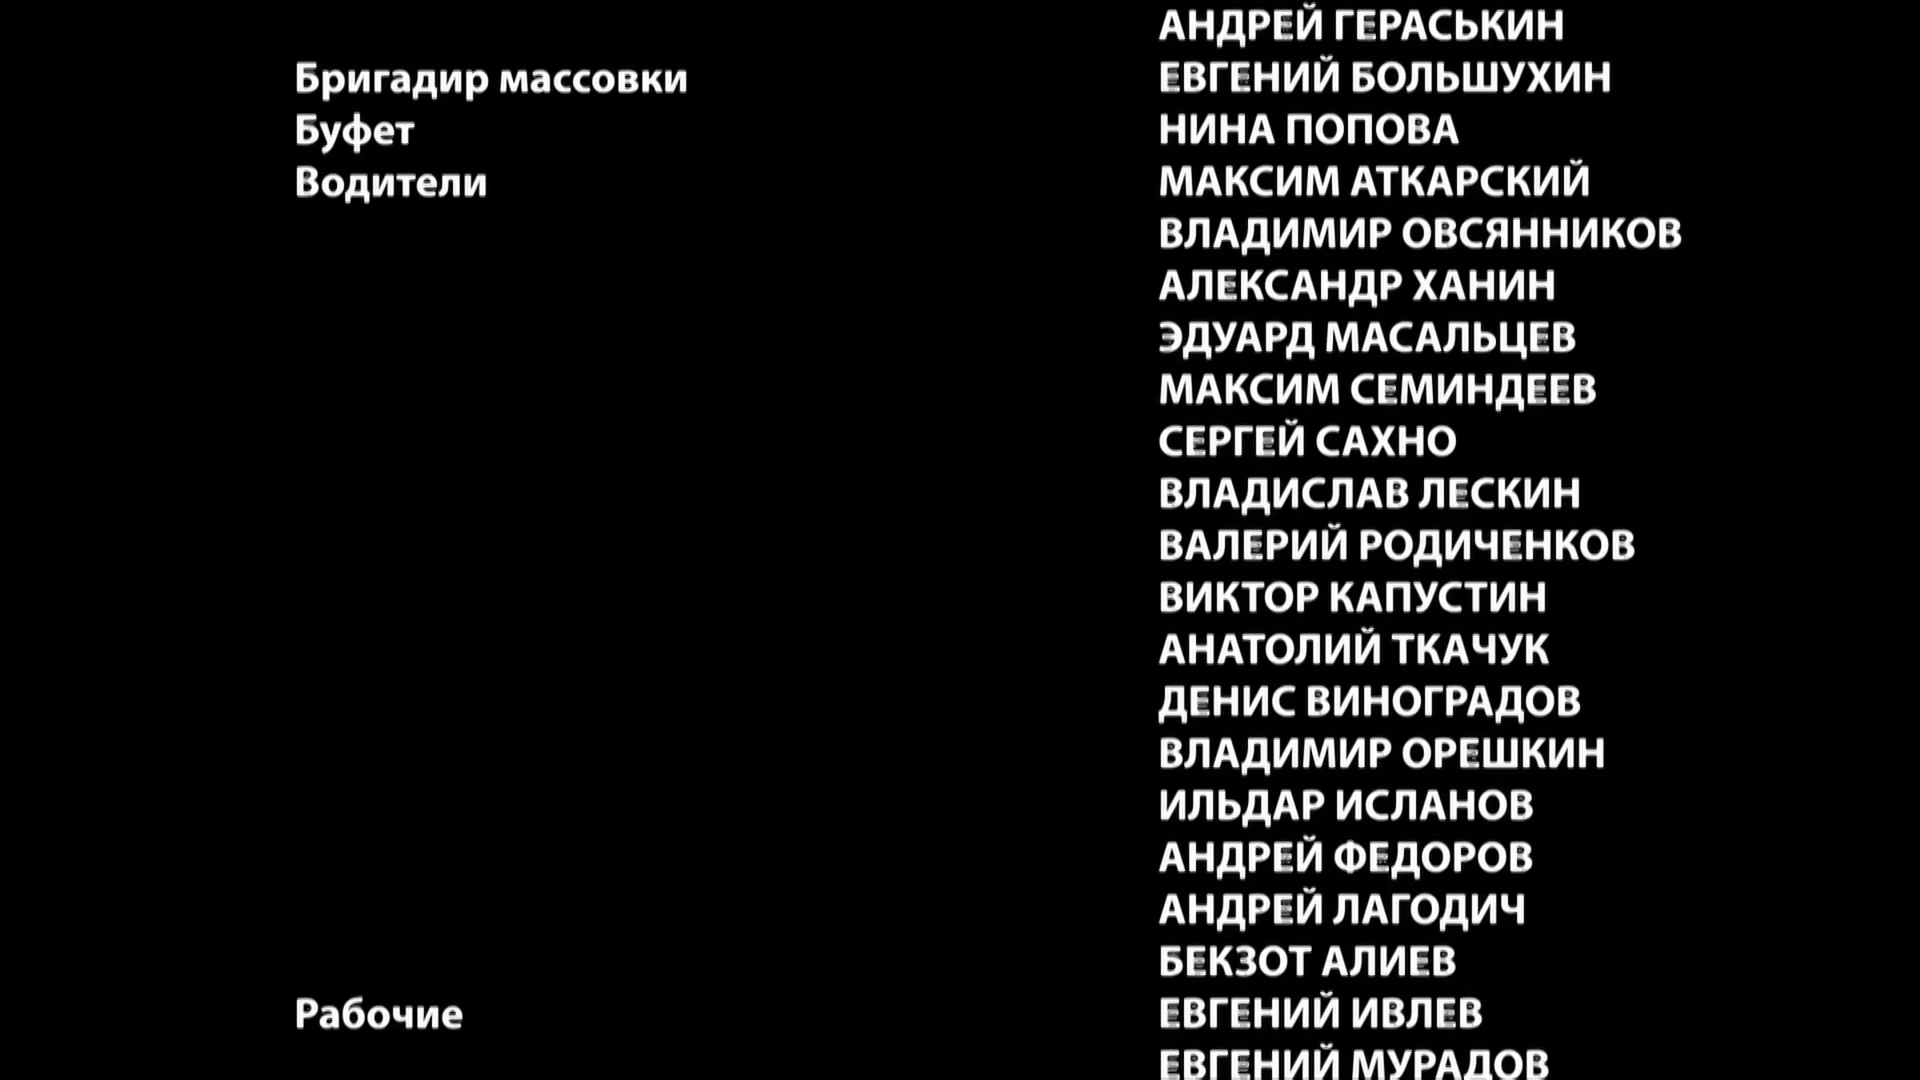 АНДРЕЙ ГЕРАСЬКИН
Бригадир массовки ЕВГЕНИЙ БОЛЬШУХИН
Буфет НИНА ПОПОВА
Водители МАКСИМ АТКАРСКИЙ
ВЛАДИМИР ОВСЯННИКОВ
АЛЕКСАНДР ХАНИН
ЭДУАРД МАСАЛЬЦЕВ
МАКСИМ СЕМИНДЕЕВ
СЕРГЕЙ САХНО
ВЛАДИСЛАВ ЛЕСКИН
ВАЛЕРИЙ РОДИЧЕНКОВ
ВИКТОР КАПУСТИН
АНАТОЛИЙ ТКАЧУК
ДЕНИС ВИНОГРАДОВ
ВЛАДИМИР ОРЕШКИН
ИЛЬДАР ИСЛАНОВ
АНДРЕЙ ФЕДОРОВ
АНДРЕЙ ЛАГОДИЧ
БЕКЗОТ АЛИЕВ
Рабочие ЕВГЕНИЙ ИВЛЕВ
ЕВГЕНИЙ МУРАДОВ